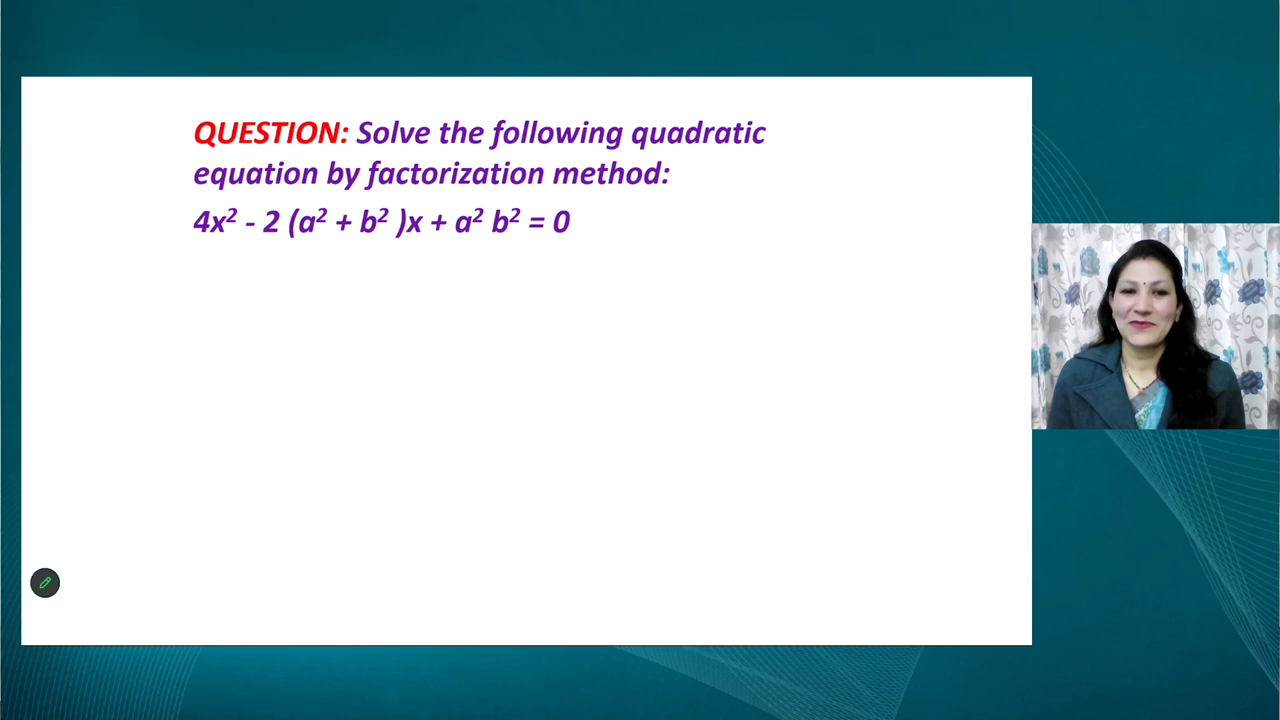 QUESTION: Solve the following quadratic
equation by factorization method:
4x² - 2 (a² + b² )x + a² b² = 0